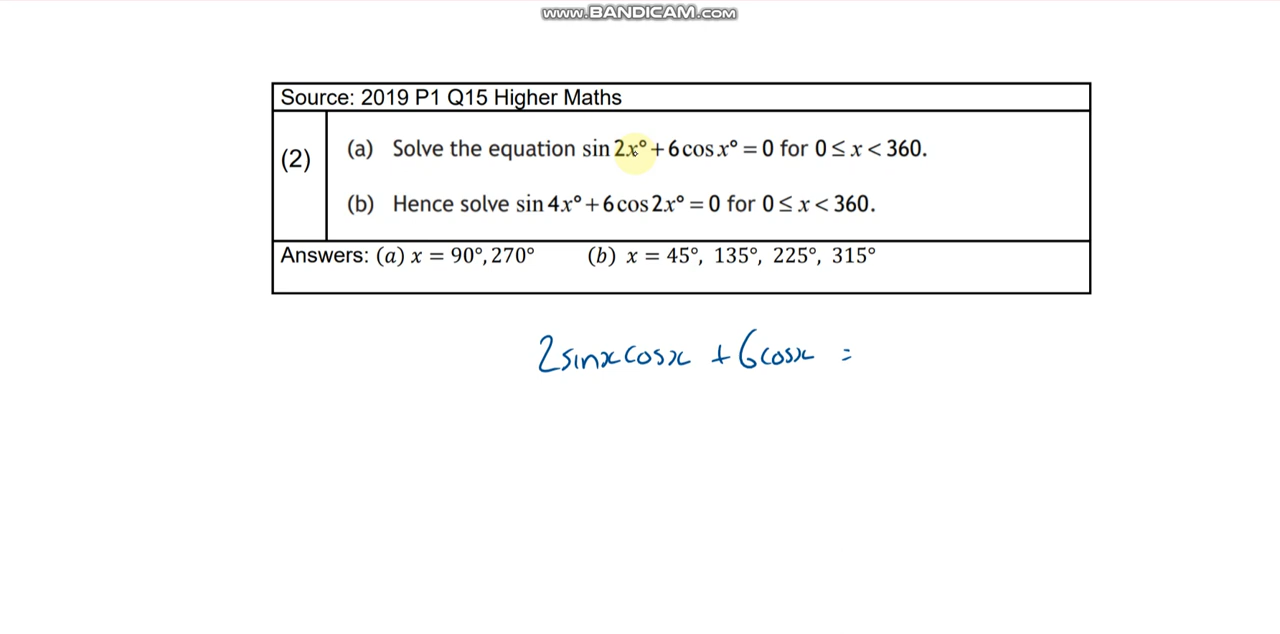 www.BANDICAM.com
Source: 2019 P1 Q15 Higher Maths
(2)
(a) Solve the equation sin 2x° + 6 cos x° = 0 for 0 ≤ x < 360.
(b) Hence solve sin 4x° + 6 cos 2x° = 0 for 0 ≤ x < 360.
Answers: (a) x = 90°, 270° (b) x = 45°, 135°, 225°, 315°
2sinxcosx + 6cosx =